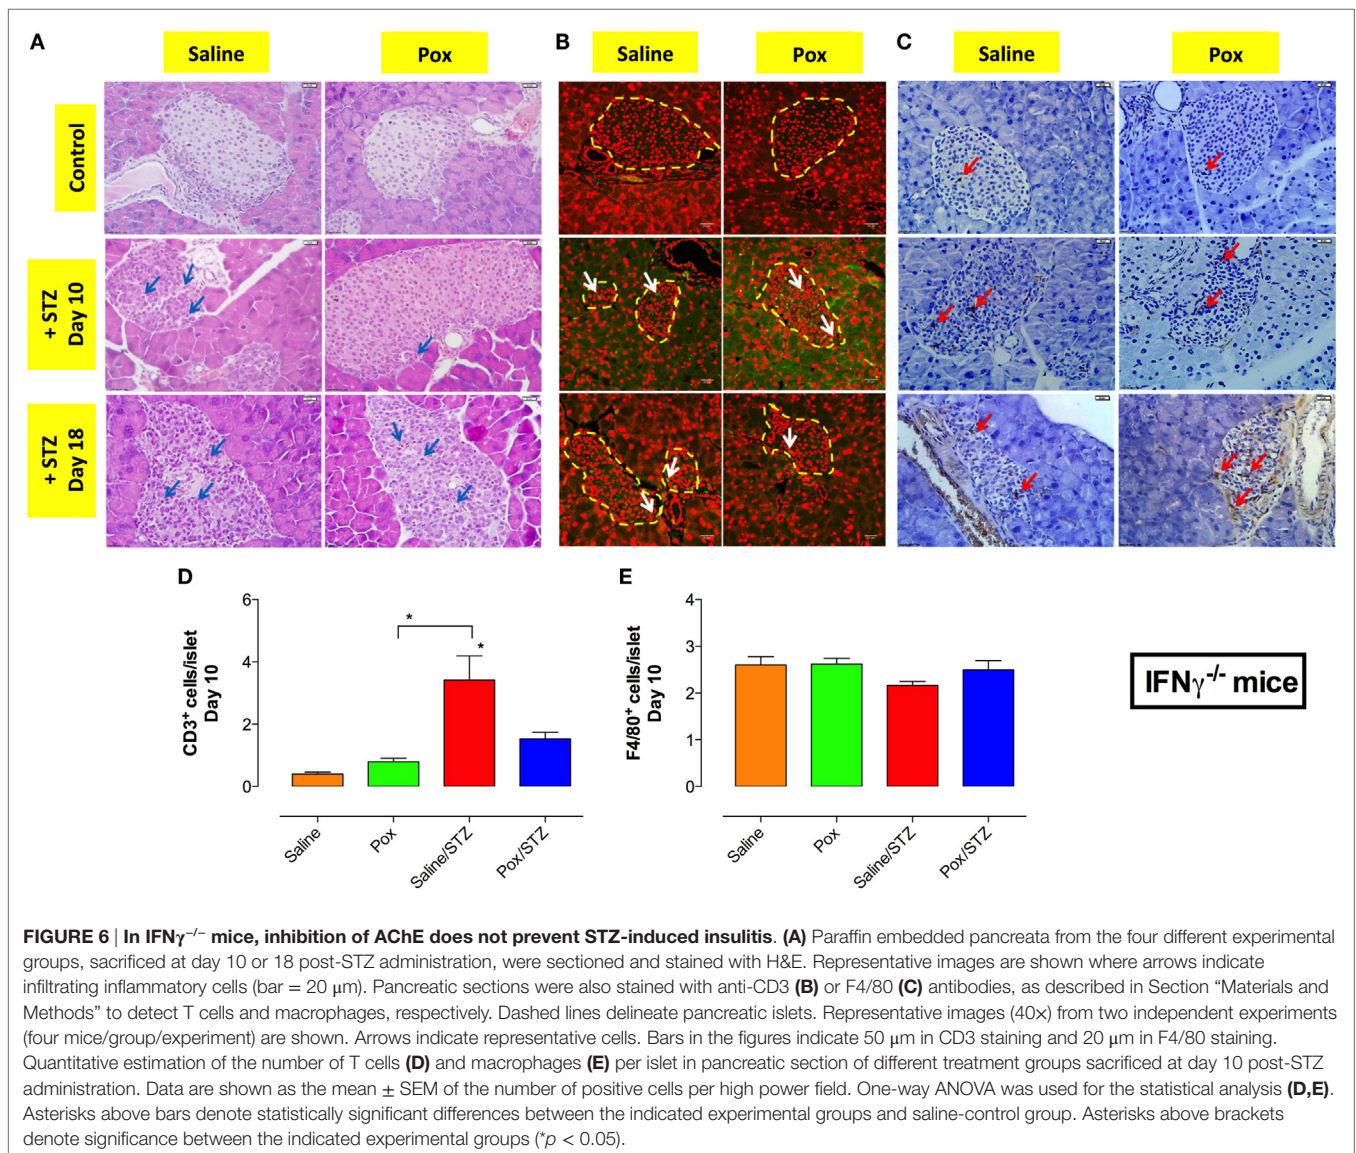 A
Saline
Pox
B
Saline
Pox
C
Saline
Pox
Control
+ STZ
Day 10
+ STZ
Day 18
D
CD3⁺ cells/islet
Day 10
6
4
2
0
*
*
Saline
Pox
Saline/STZ
Pox/STZ
E
F4/80⁺ cells/islet
Day 10
4
3
2
1
0
Saline
Pox
Saline/STZ
Pox/STZ
IFNγ⁻/⁻ mice
FIGURE 6 | In IFNγ⁻/⁻ mice, inhibition of AChE does not prevent STZ-induced insulitis. (A) Paraffin embedded pancreata from the four different experimental
groups, sacrificed at day 10 or 18 post-STZ administration, were sectioned and stained with H&E. Representative images are shown where arrows indicate
infiltrating inflammatory cells (bar = 20 μm). Pancreatic sections were also stained with anti-CD3 (B) or F4/80 (C) antibodies, as described in Section “Materials and
Methods” to detect T cells and macrophages, respectively. Dashed lines delineate pancreatic islets. Representative images (40×) from two independent experiments
(four mice/group/experiment) are shown. Arrows indicate representative cells. Bars in the figures indicate 50 μm in CD3 staining and 20 μm in F4/80 staining.
Quantitative estimation of the number of T cells (D) and macrophages (E) per islet in pancreatic section of different treatment groups sacrificed at day 10 post-STZ
administration. Data are shown as the mean ± SEM of the number of positive cells per high power field. One-way ANOVA was used for the statistical analysis (D,E).
Asterisks above bars denote statistically significant differences between the indicated experimental groups and saline-control group. Asterisks above brackets
denote significance between the indicated experimental groups (*p < 0.05).